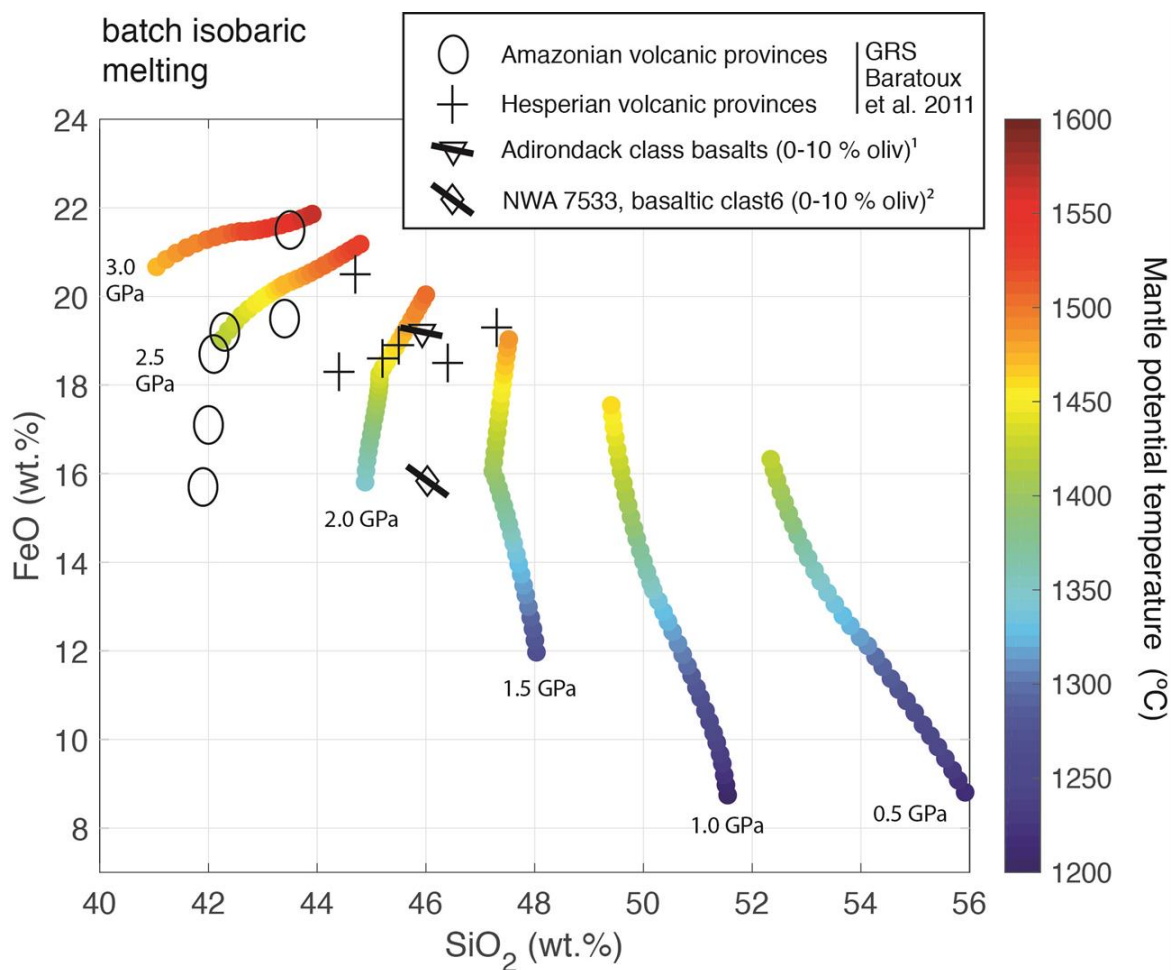 batch isobaric
melting
Amazonian volcanic provinces
Hesperian volcanic provinces
GRS
Baratoux
et al. 2011
Adirondack class basalts (0-10 % oliv)¹
NWA 7533, basaltic clast6 (0-10 % oliv)²
24
22
20
18
16
14
12
10
8
FeO (wt.%)
3.0
GPa
2.5
GPa
2.0 GPa
1.5 GPa
1.0 GPa
0.5 GPa
40
42
44
46
48
50
52
54
56
SiO₂ (wt.%)
1600
1550
1500
1450
1400
1350
1300
1250
1200
Mantle potential temperature (ºC)